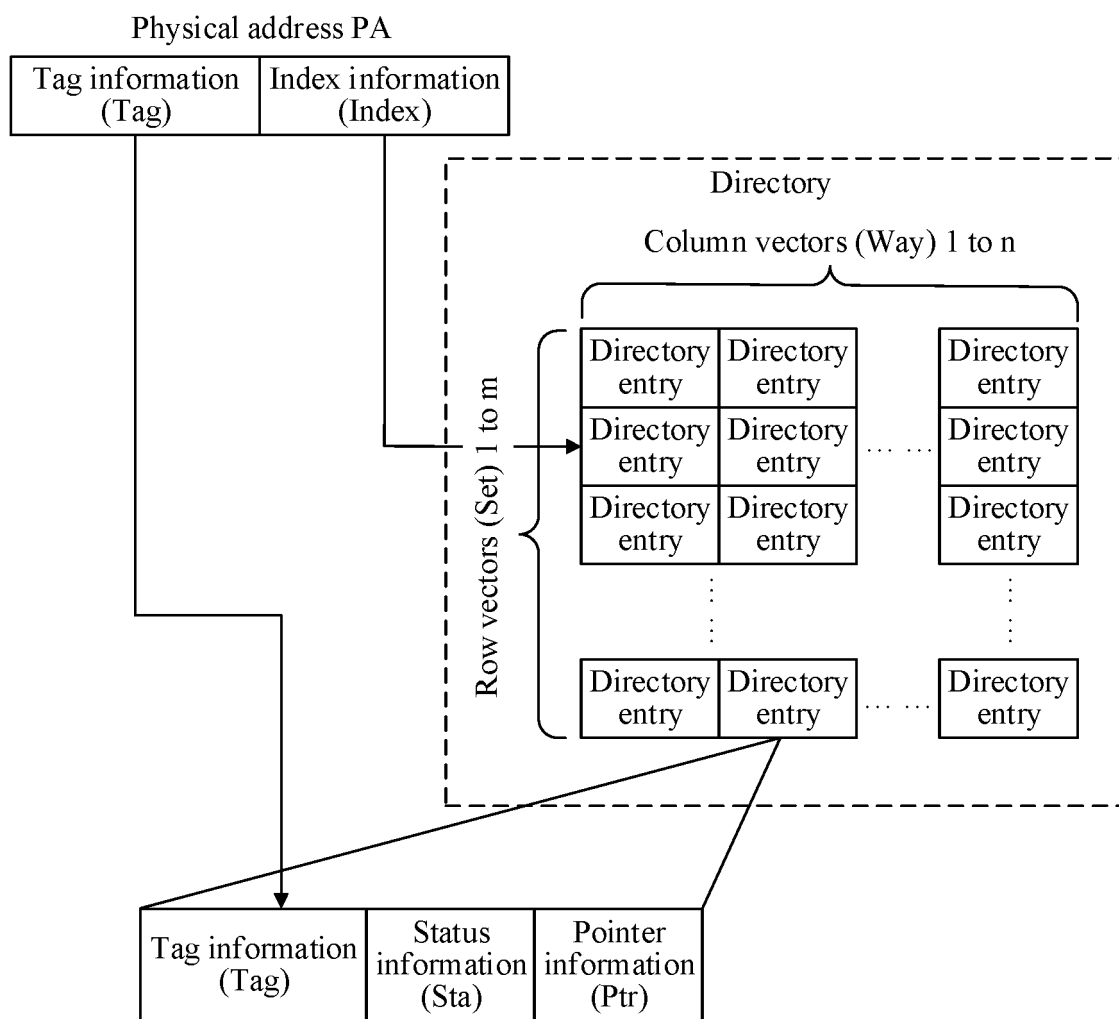 Physical address PA
Tag information
(Tag)
Index information
(Index)
Directory
Column vectors (Way) 1 to n
Row vectors (Set) 1 to m
Directory
entry
Directory
entry
Directory
entry
Directory
entry
Directory
entry
... ...
Directory
entry
Directory
entry
Directory
entry
Directory
entry
Directory
entry
Directory
entry
... ...
Directory
entry
Tag information
(Tag)
Status
information
(Sta)
Pointer
information
(Ptr)